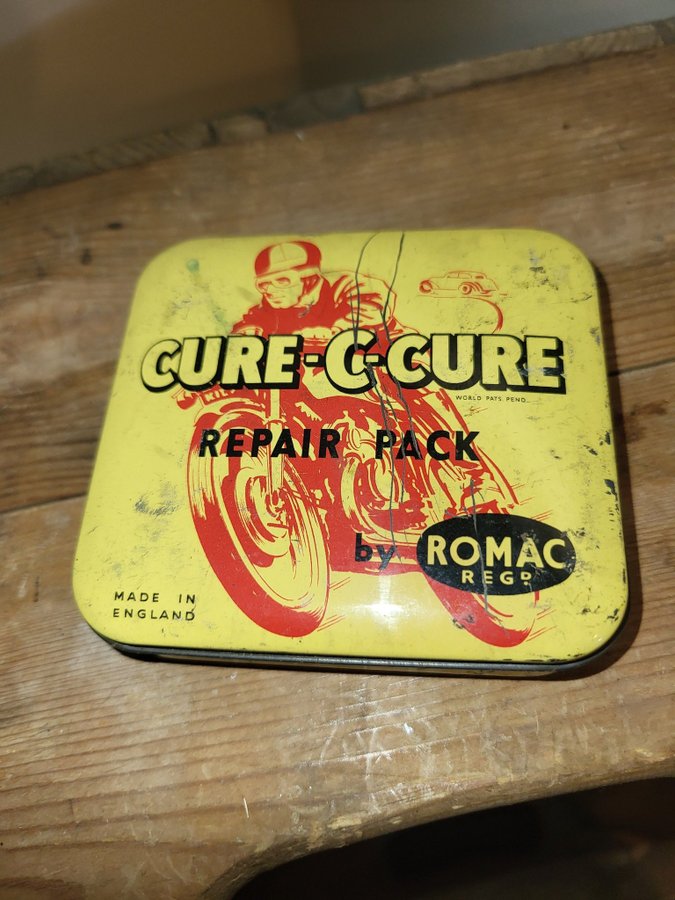 CURE-C-CURE
WORLD PATS. PEND.
REPAIR PACK
by ROMAC
REGD
MADE IN
ENGLAND